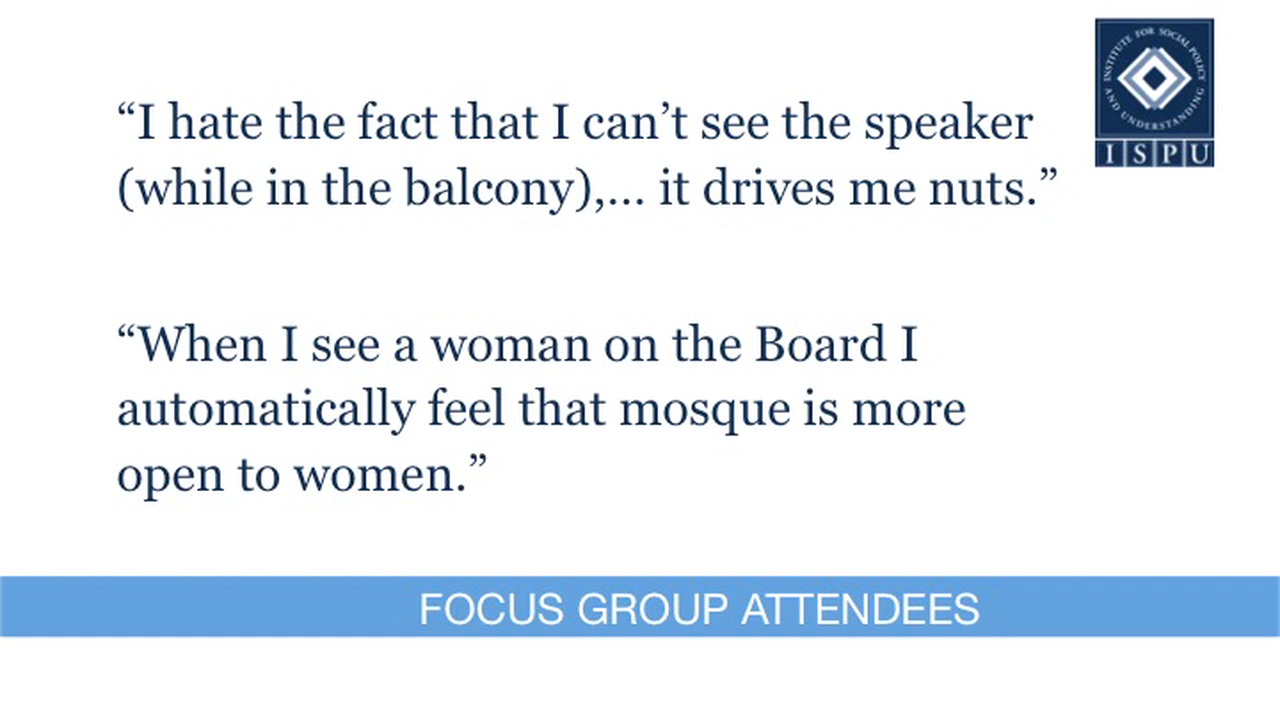 “I hate the fact that I can’t see the speaker
(while in the balcony),... it drives me nuts.”
“When I see a woman on the Board I
automatically feel that mosque is more
open to women.”
FOCUS GROUP ATTENDEES
INSTITUTE FOR SOCIAL POLICY
AND UNDERSTANDING
ISPU